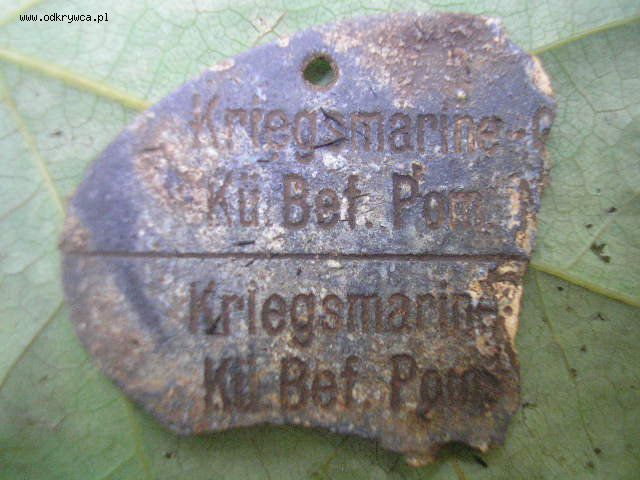 www.odkrywca.pl
Kriegsmarine-
Kü. Bef. Pom.
Kriegsmarine-
Kü. Bef. Pom.